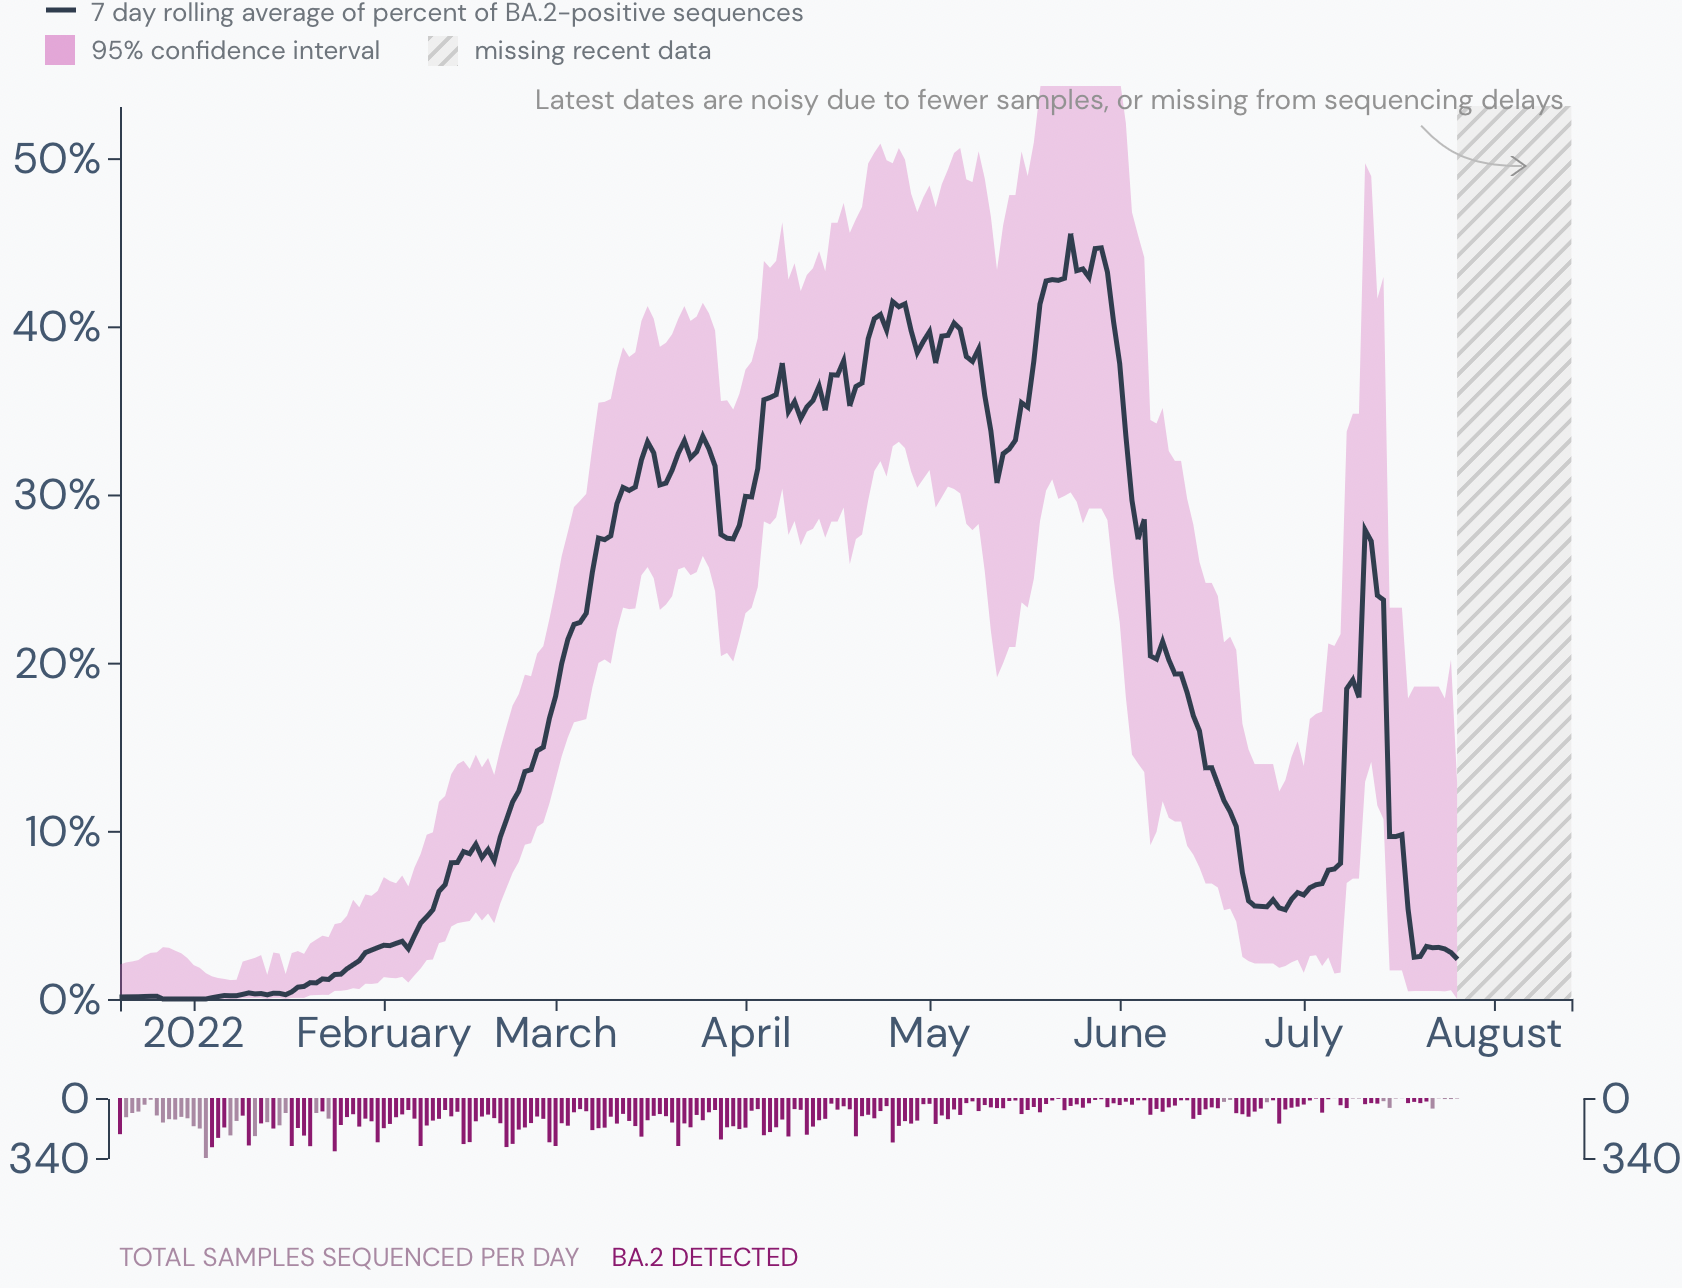 7 day rolling average of percent of BA.2-positive sequences
95% confidence interval missing recent data
Latest dates are noisy due to fewer samples, or missing from sequencing delays
50%
40%
30%
20%
10%
0%
2022 February March April May June July August
0 0
340 340
TOTAL SAMPLES SEQUENCED PER DAY BA.2 DETECTED